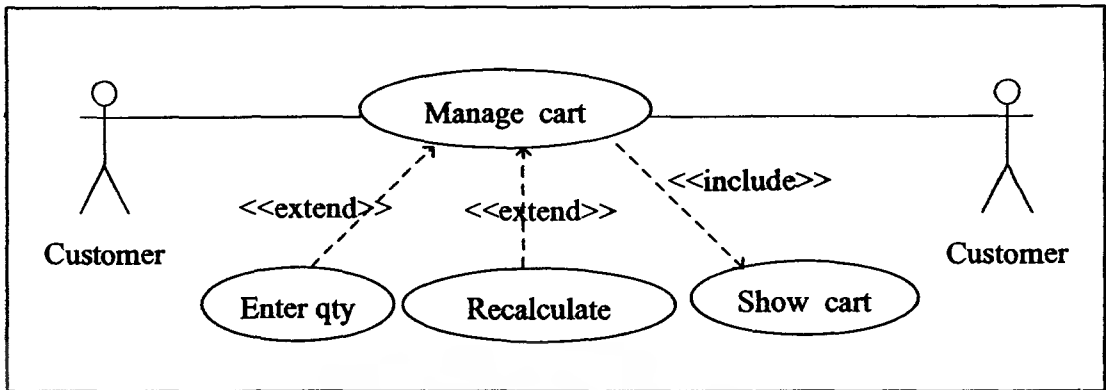 Manage cart
<<include>>
<<extend>>
<<extend>>
Customer
Customer
Enter qty
Recalculate
Show cart